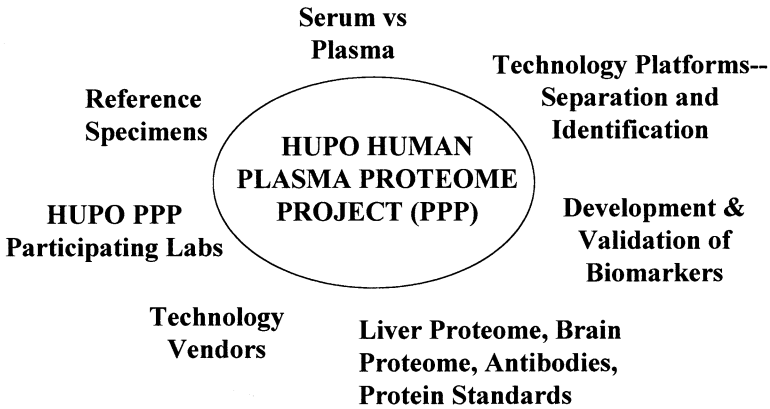 Serum vs
Plasma
Technology Platforms--
Separation and
Identification
Reference
Specimens
HUPO HUMAN
PLASMA PROTEOME
PROJECT (PPP)
HUPO PPP
Participating Labs
Development &
Validation of
Biomarkers
Technology
Vendors
Liver Proteome, Brain
Proteome, Antibodies,
Protein Standards